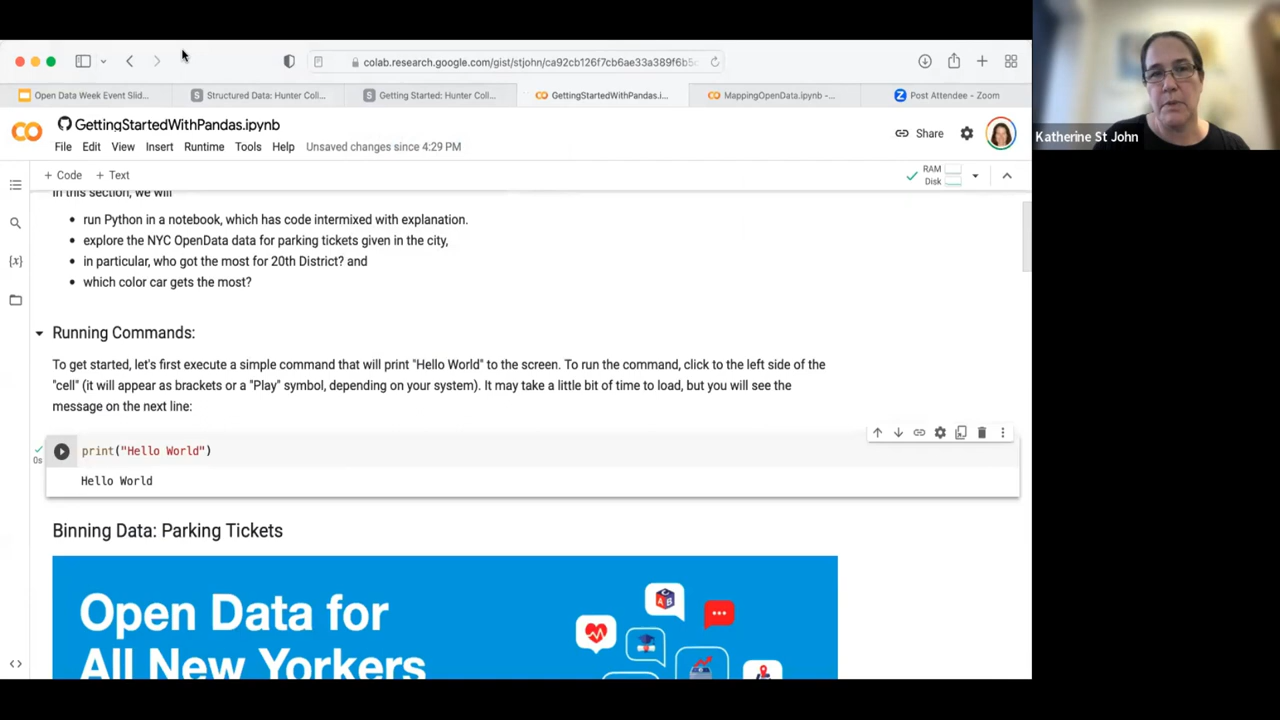 colab.research.google.com/gist/stjohn/ca92cb126f7cb6ae33a389f6b5c
Open Data Week Event Slid...
Structured Data: Hunter Col...
Getting Started: Hunter Coll...
GettingStartedWithPandas.i...
MappingOpenData.ipynb -...
Post Attendee - Zoom
Katherine St John
GettingStartedWithPandas.ipynb
File Edit View Insert Runtime Tools Help Unsaved changes since 4:29 PM
Share
+ Code + Text
RAM
Disk
In this section, we will
• run Python in a notebook, which has code intermixed with explanation.
• explore the NYC OpenData data for parking tickets given in the city,
• in particular, who got the most for 20th District? and
• which color car gets the most?
Running Commands:
To get started, let's first execute a simple command that will print "Hello World" to the screen. To run the command, click to the left side of the
"cell" (it will appear as brackets or a "Play" symbol, depending on your system). It may take a little bit of time to load, but you will see the
message on the next line:
0s
print("Hello World")
Hello World
Binning Data: Parking Tickets
Open Data for
All New Yorkers